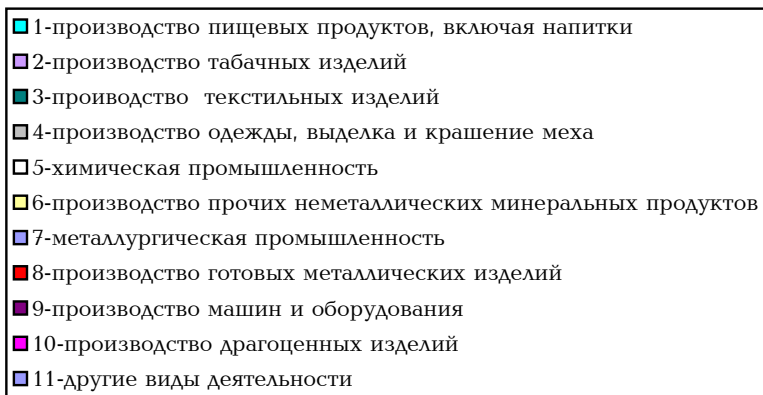 1-производство пищевых продуктов, включая напитки
2-производство табачных изделий
3-проиводство текстильных изделий
4-производство одежды, выделка и крашение меха
5-химическая промышленность
6-производство прочих неметаллических минеральных продуктов
7-металлургическая промышленность
8-производство готовых металлических изделий
9-производство машин и оборудования
10-производство драгоценных изделий
11-другие виды деятельности